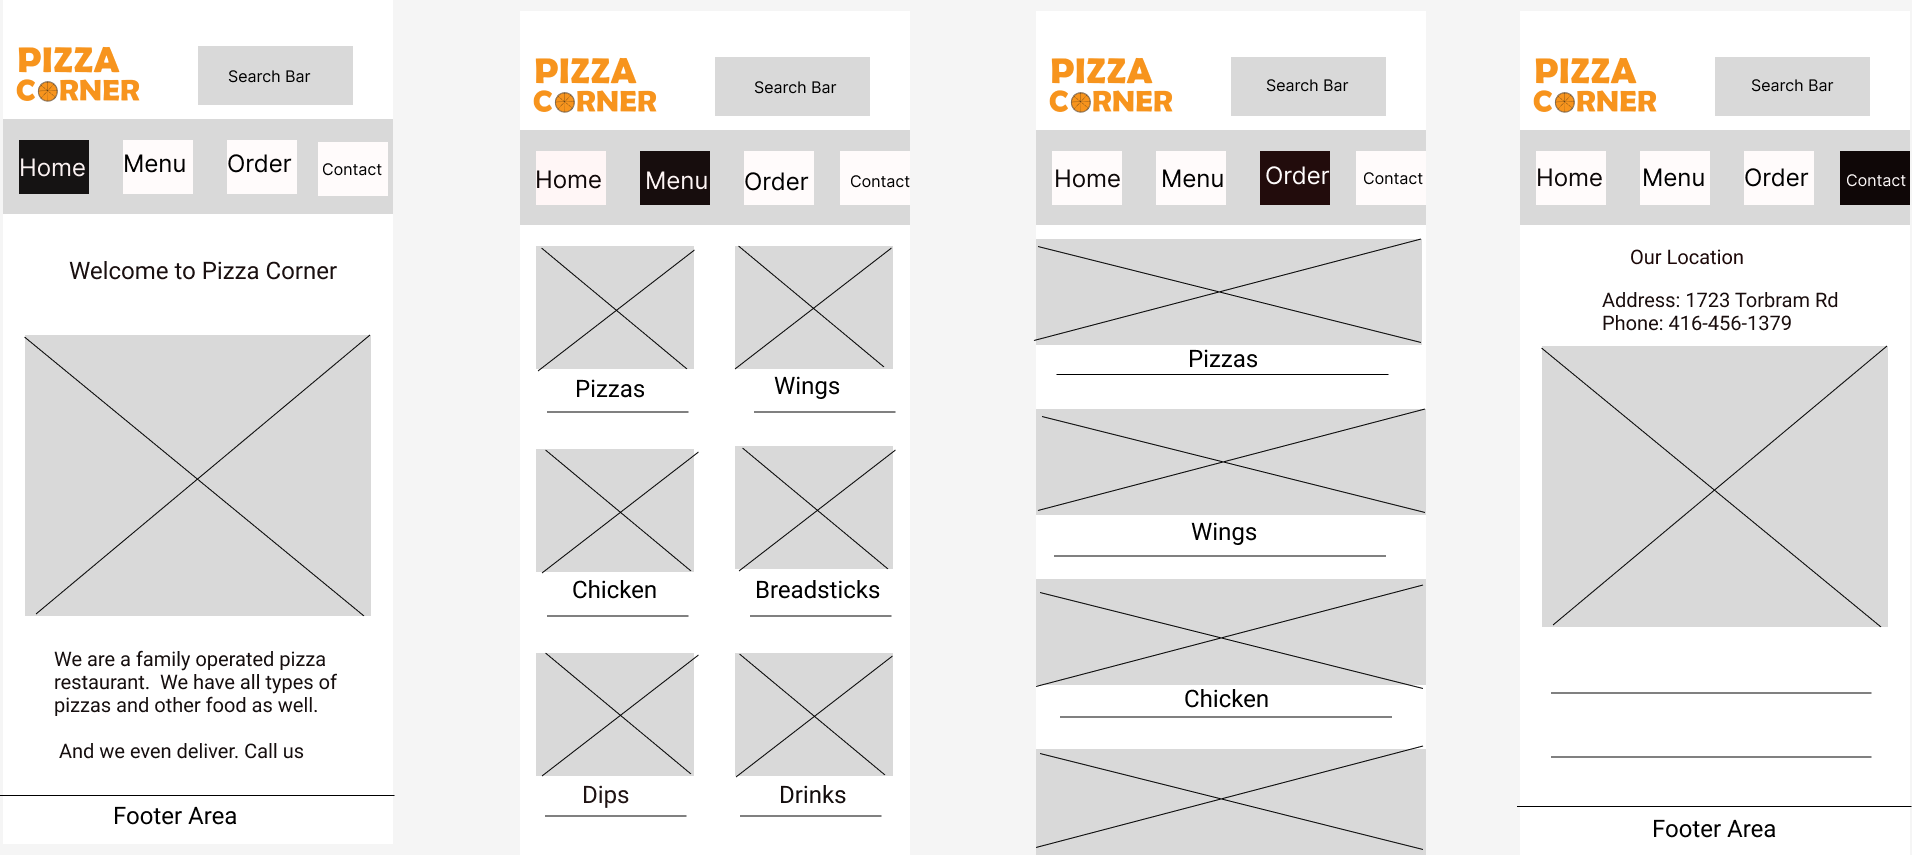 PIZZA
CORNER
Search Bar
Home
Menu
Order
Contact
Welcome to Pizza Corner
We are a family operated pizza
restaurant.  We have all types of
pizzas and other food as well.
And we even deliver. Call us
Footer Area
PIZZA
CORNER
Search Bar
Home
Menu
Order
Contact
Pizzas
Wings
Chicken
Breadsticks
Dips
Drinks
PIZZA
CORNER
Search Bar
Home
Menu
Order
Contact
Pizzas
Wings
Chicken
PIZZA
CORNER
Search Bar
Home
Menu
Order
Contact
Our Location
Address: 1723 Torbram Rd
Phone: 416-456-1379
Footer Area